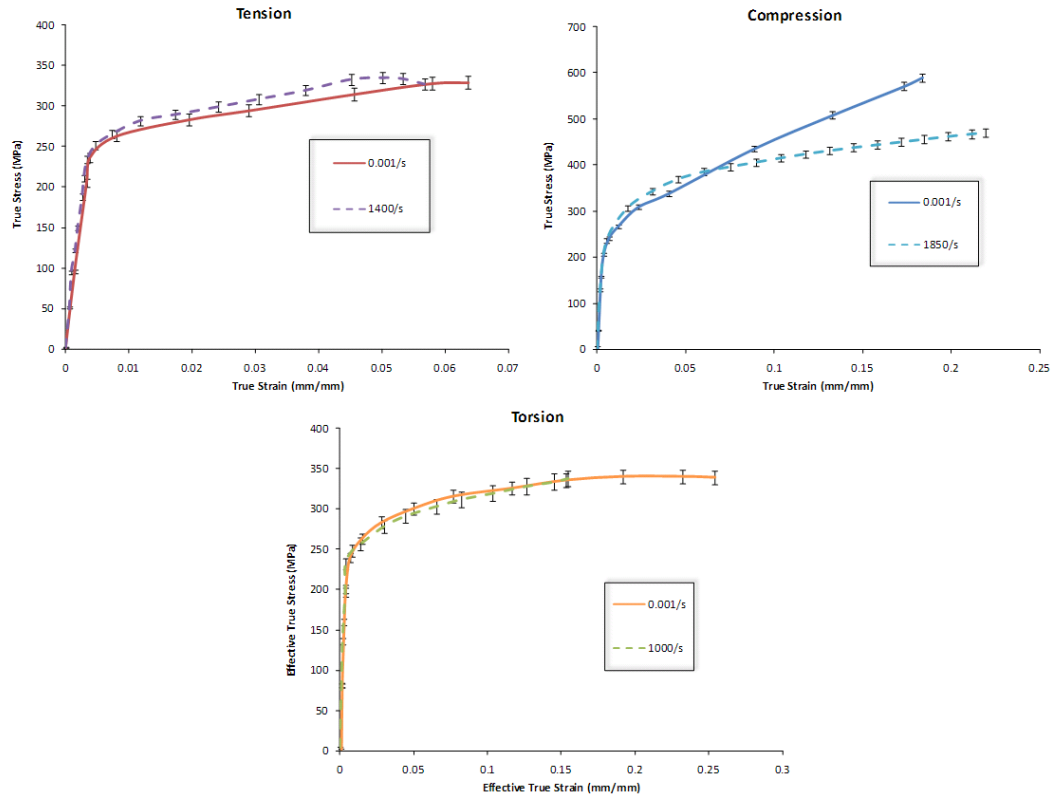 Tension
400
350
300
250
200
150
100
50
0
True Stress (MPa)
0.001/s
1400/s
0 0.01 0.02 0.03 0.04 0.05 0.06 0.07
True Strain (mm/mm)
Compression
700
600
500
400
300
200
100
0
True Stress (MPa)
0.001/s
1850/s
0 0.05 0.1 0.15 0.2 0.25
True Strain (mm/mm)
Torsion
400
350
300
250
200
150
100
50
0
Effective True Stress (MPa)
0.001/s
1000/s
0 0.05 0.1 0.15 0.2 0.25 0.3
Effective True Strain (mm/mm)